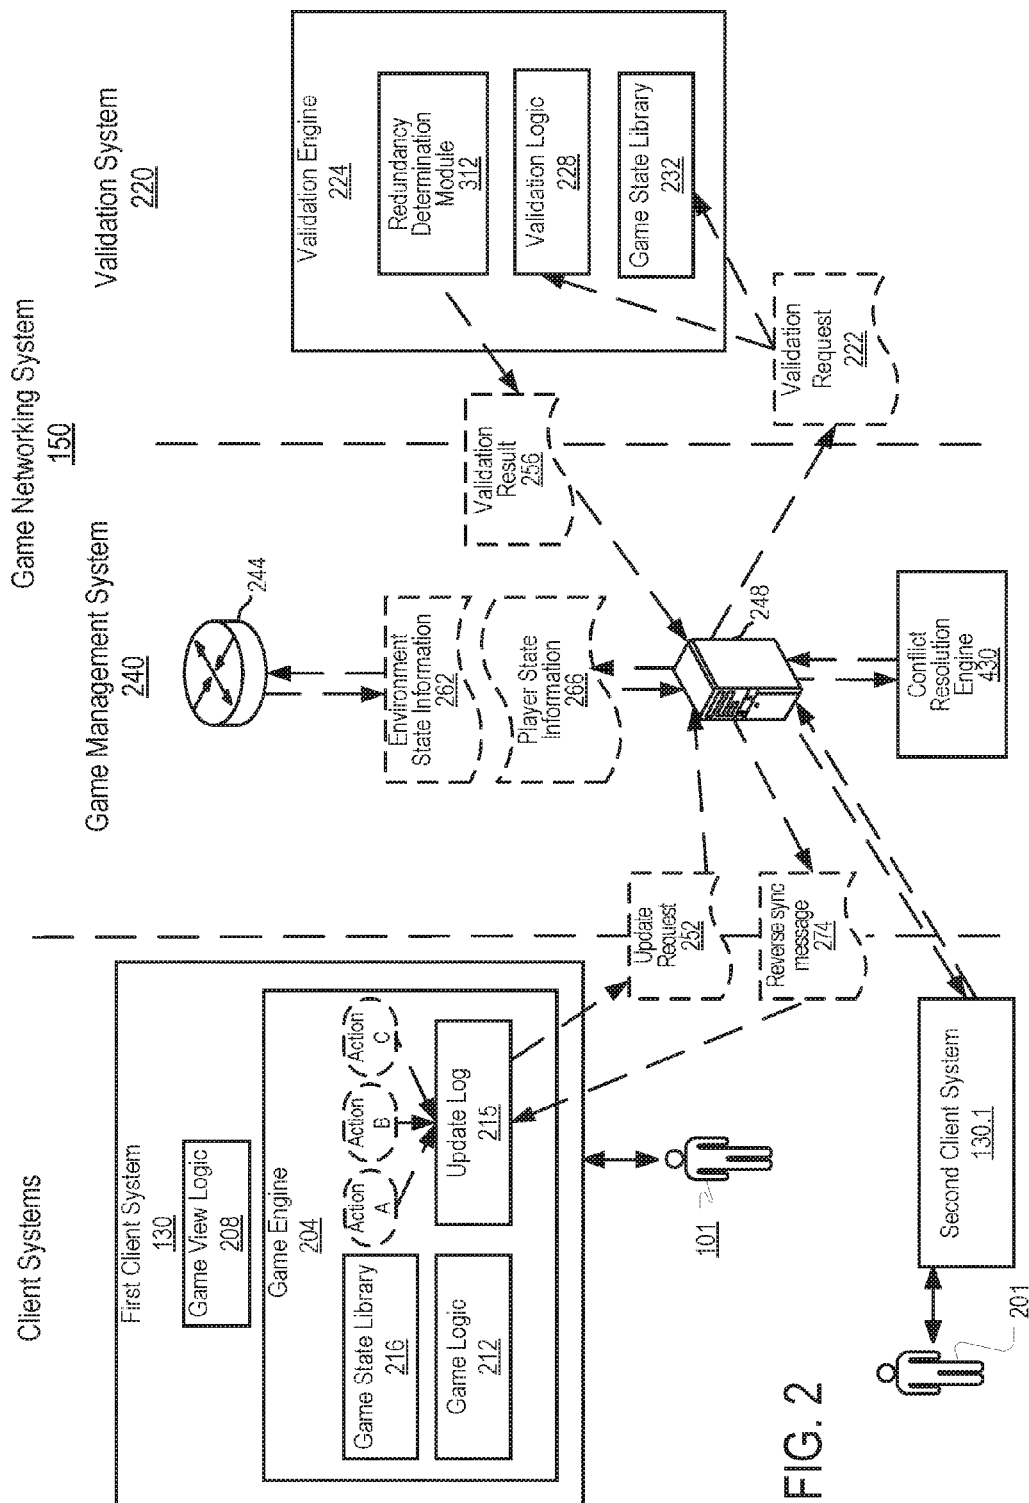 Client Systems
Game Networking System
150
Game Management System
240
Validation System
220
First Client System
130
Game View Logic
208
Game Engine
204
Game State Library
216
Game Logic
212
Action
A
Action
B
Action
C
Update Log
215
101
Update
Request
252
Reverse sync
message
274
244
Environment
State Information
262
Player State
Information
266
248
Conflict
Resolution
Engine
430
Validation
Result
256
Validation Engine
224
Redundancy
Determination
Module
312
Validation Logic
228
Game State Library
232
Validation
Request
222
Second Client System
130.1
201
FIG. 2